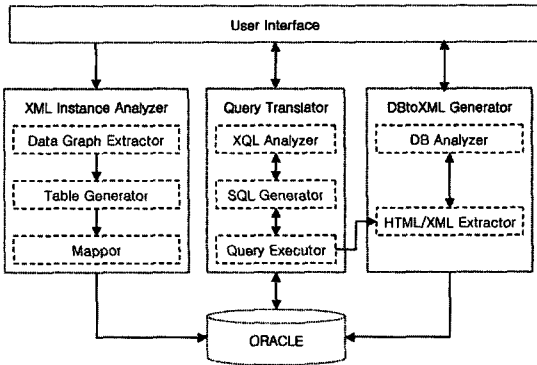 User Interface
XML Instance Analyzer
Data Graph Extractor
Table Generator
Mappor
Query Translator
XQL Analyzer
SQL Generator
Query Executor
DBtoXML Generator
DB Analyzer
HTML/XML Extractor
ORACLE